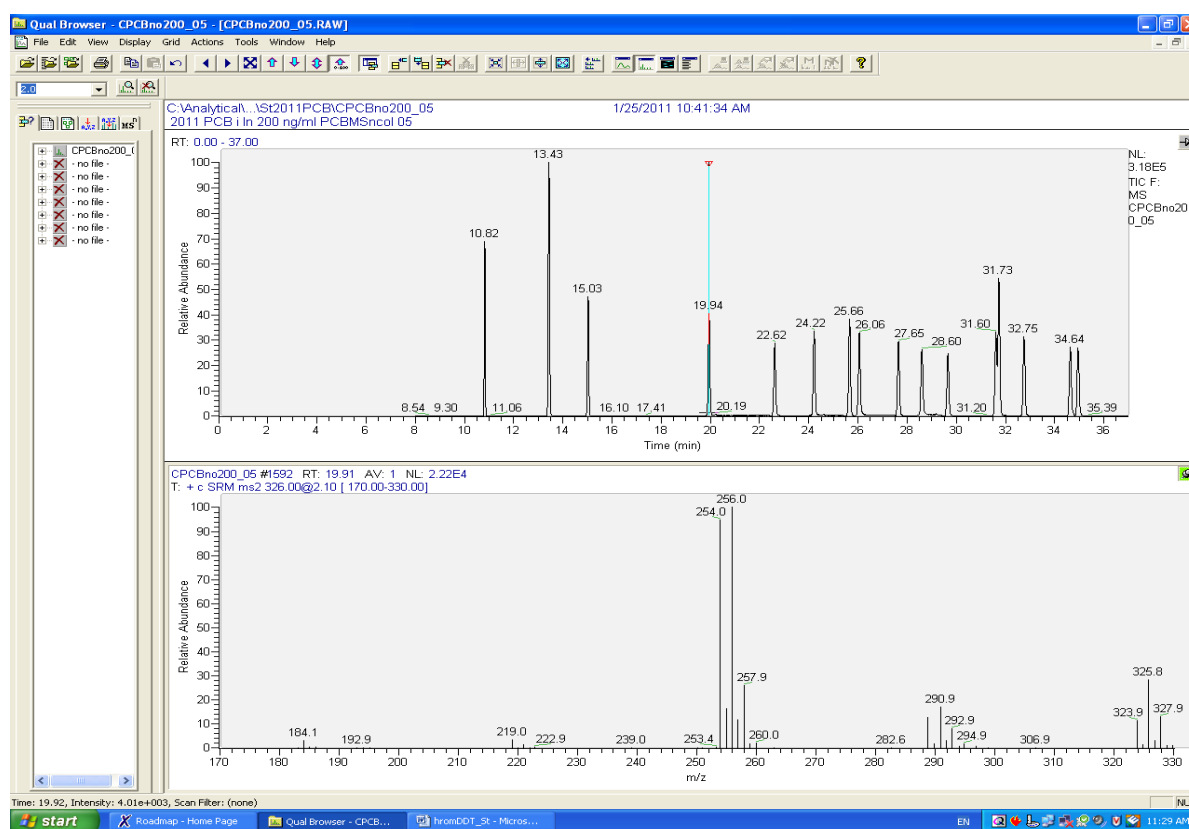 Qual Browser - CPCBno200_05 - [CPCBno200_05.RAW]
File Edit View Display Grid Actions Tools Window Help
2.0
CPCBno200_(
- no file -
- no file -
- no file -
- no file -
- no file -
- no file -
- no file -
C:\Analytical\...\St2011PCB\CPCBno200_05 1/25/2011 10:41:34 AM
2011 PCB i In 200 ng/ml PCBMSncol 05
RT: 0.00 - 37.00
NL:
3.18E5
TIC F:
MS
CPCBno20
0_05
Relative Abundance
100
90
80
70
60
50
40
30
20
10
0
13.43
10.82
15.03
19.94
22.62
24.22
25.66
26.06
27.65
28.60
31.60
31.73
32.75
34.64
8.54 9.30 11.06 16.10 17.41 20.19 31.20 35.39
0 2 4 6 8 10 12 14 16 18 20 22 24 26 28 30 32 34 36
Time (min)
CPCBno200_05 #1592 RT: 19.91 AV: 1 NL: 2.22E4
T: + c SRM ms2 326.00@2.10 [ 170.00-330.00]
Relative Abundance
100
90
80
70
60
50
40
30
20
10
0
256.0
254.0
257.9
325.8
290.9
323.9
327.9
292.9
184.1
219.0
192.9 222.9 239.0 253.4 260.0 282.6 294.9 306.9
170 180 190 200 210 220 230 240 250 260 270 280 290 300 310 320 330
m/z
Time: 19.92, Intensity: 4.01e+003, Scan Filter: (none)
NL
start
Roadmap - Home Page
Qual Browser - CPCB...
hromDDT_St - Micros...
EN
11:29 AM